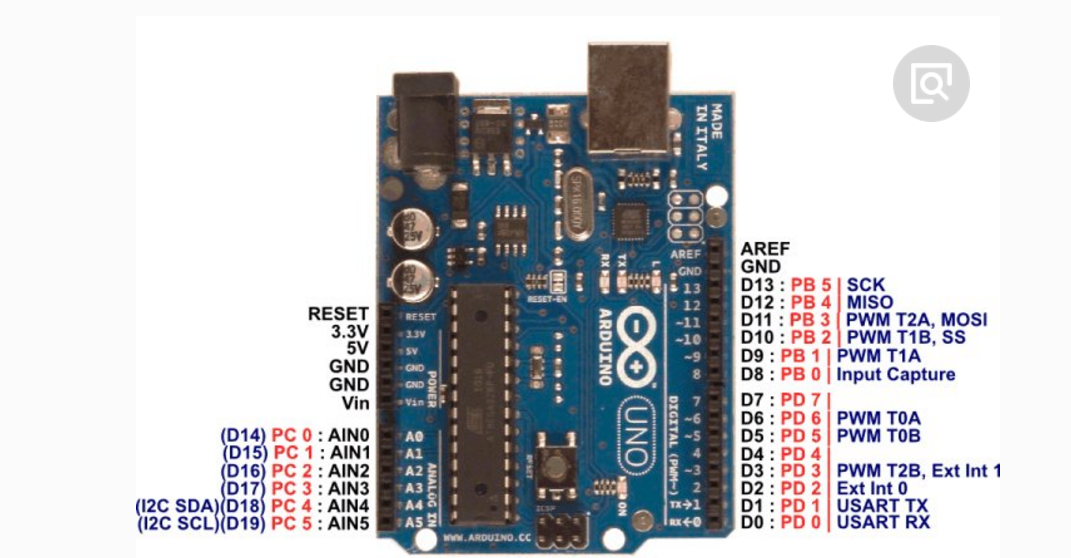 MADE
IN ITALY
AREF
GND
D13 : PB 5 | SCK
D12 : PB 4 | MISO
D11 : PB 3 | PWM T2A, MOSI
D10 : PB 2 | PWM T1B, SS
D9 : PB 1 | PWM T1A
D8 : PB 0 | Input Capture
D7 : PD 7 |
D6 : PD 6 | PWM T0A
D5 : PD 5 | PWM T0B
D4 : PD 4 |
D3 : PD 3 | PWM T2B, Ext Int 1
D2 : PD 2 | Ext Int 0
D1 : PD 1 | USART TX
D0 : PD 0 | USART RX
RESET
3.3V
5V
GND
GND
Vin
(D14) PC 0 : AIN0
(D15) PC 1 : AIN1
(D16) PC 2 : AIN2
(D17) PC 3 : AIN3
(I2C SDA)(D18) PC 4 : AIN4
(I2C SCL)(D19) PC 5 : AIN5
47
25V
47
25V
RESET-EN
RX
TX
L
AREF
GND
13
12
~11
~10
~9
8
7
~6
~5
4
~3
2
TX→1
RX←0
DIGITAL (PWM~)
ARDUINO
UNO
RESET
3.3V
5V
GND
GND
Vin
POWER
A0
A1
A2
A3
A4
A5
ANALOG IN
RESET
ICSP
ON
WWW.ARDUINO.CC